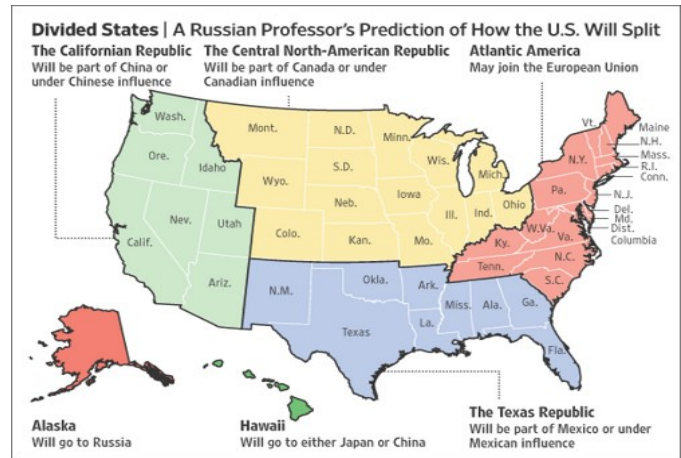 Divided States | A Russian Professor's Prediction of How the U.S. Will Split
The Californian Republic
Will be part of China or
under Chinese influence
The Central North-American Republic
Will be part of Canada or under
Canadian influence
Atlantic America
May join the European Union
Wash.
Ore.
Idaho
Nev.
Utah
Calif.
Ariz.
Mont.
N.D.
Minn.
Wis.
Mich.
S.D.
Wyo.
Neb.
Iowa
Ill.
Ind.
Ohio
Colo.
Kan.
Mo.
Vt.
Maine
N.H.
Mass.
R.I.
Conn.
N.Y.
Pa.
N.J.
Del.
Md.
Dist.
Columbia
W.Va.
Va.
Ky.
N.C.
Tenn.
S.C.
N.M.
Okla.
Ark.
Texas
La.
Miss.
Ala.
Ga.
Fla.
Alaska
Will go to Russia
Hawaii
Will go to either Japan or China
The Texas Republic
Will be part of Mexico or under
Mexican influence